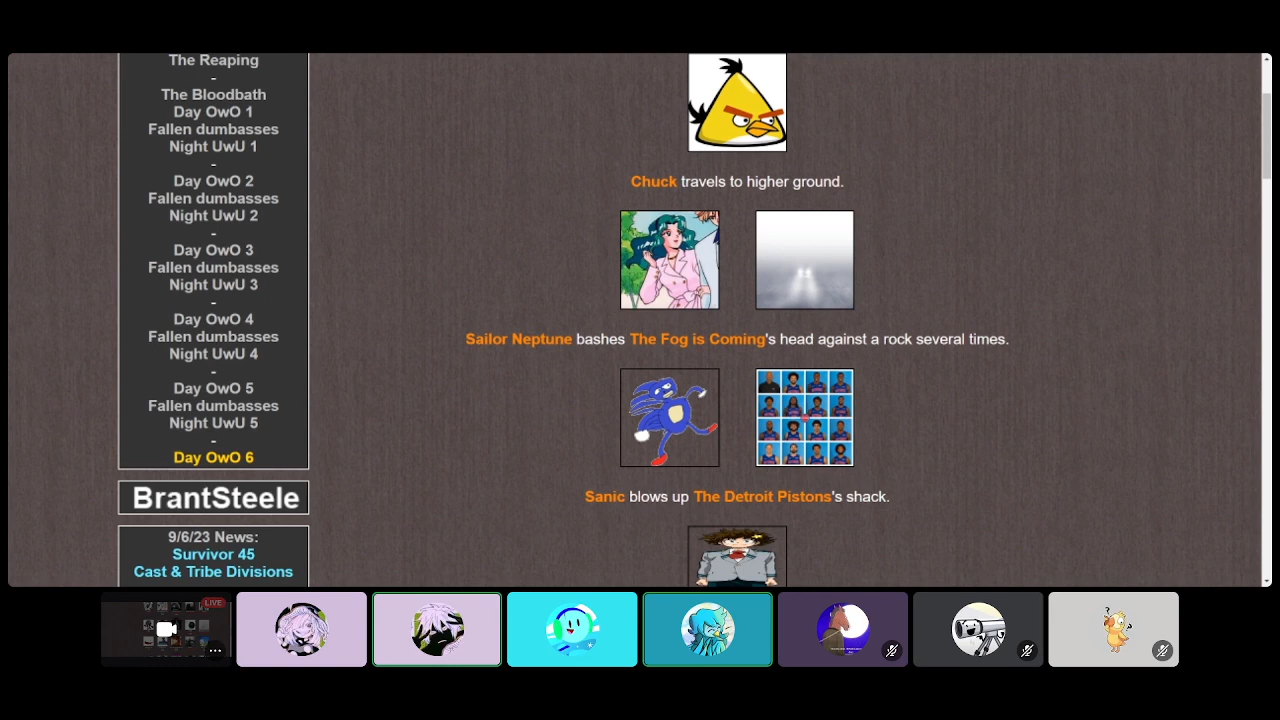 The Reaping
-
The Bloodbath
Day OwO 1
Fallen dumbasses
Night UwU 1
-
Day OwO 2
Fallen dumbasses
Night UwU 2
-
Day OwO 3
Fallen dumbasses
Night UwU 3
-
Day OwO 4
Fallen dumbasses
Night UwU 4
-
Day OwO 5
Fallen dumbasses
Night UwU 5
-
Day OwO 6
BrantSteele
9/6/23 News:
Survivor 45
Cast & Tribe Divisions
Chuck travels to higher ground.
Sailor Neptune bashes The Fog is Coming's head against a rock several times.
Sanic blows up The Detroit Pistons's shack.
LIVE